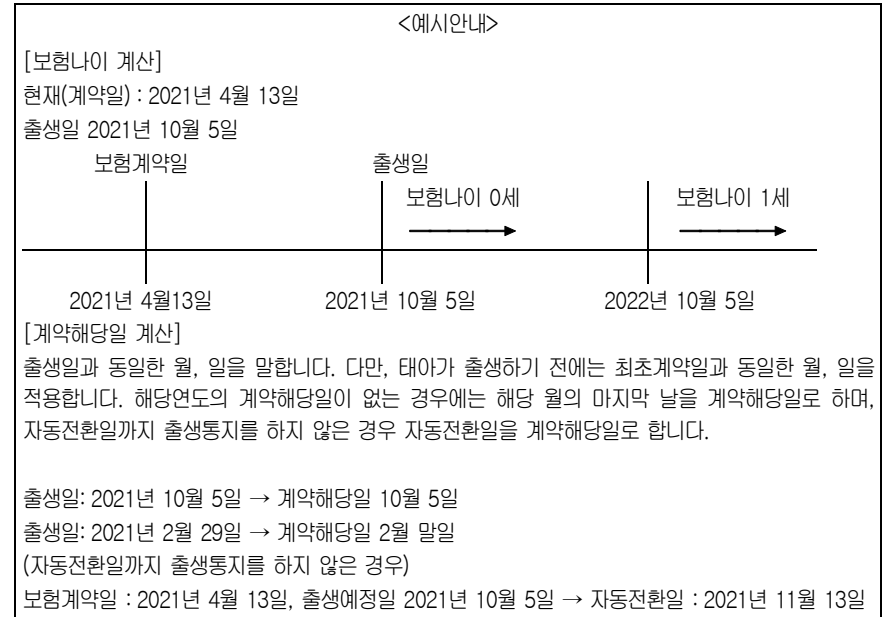 <예시안내>
[보험나이 계산]
현재(계약일) : 2021년 4월 13일
출생일 2021년 10월 5일
보험계약일 출생일
보험나이 0세 보험나이 1세
2021년 4월13일 2021년 10월 5일 2022년 10월 5일
[계약해당일 계산]
출생일과 동일한 월, 일을 말합니다. 다만, 태아가 출생하기 전에는 최초계약일과 동일한 월, 일을
적용합니다. 해당연도의 계약해당일이 없는 경우에는 해당 월의 마지막 날을 계약해당일로 하며,
자동전환일까지 출생통지를 하지 않은 경우 자동전환일을 계약해당일로 합니다.
출생일: 2021년 10월 5일 → 계약해당일 10월 5일
출생일: 2021년 2월 29일 → 계약해당일 2월 말일
(자동전환일까지 출생통지를 하지 않은 경우)
보험계약일 : 2021년 4월 13일, 출생예정일 2021년 10월 5일 → 자동전환일 : 2021년 11월 13일